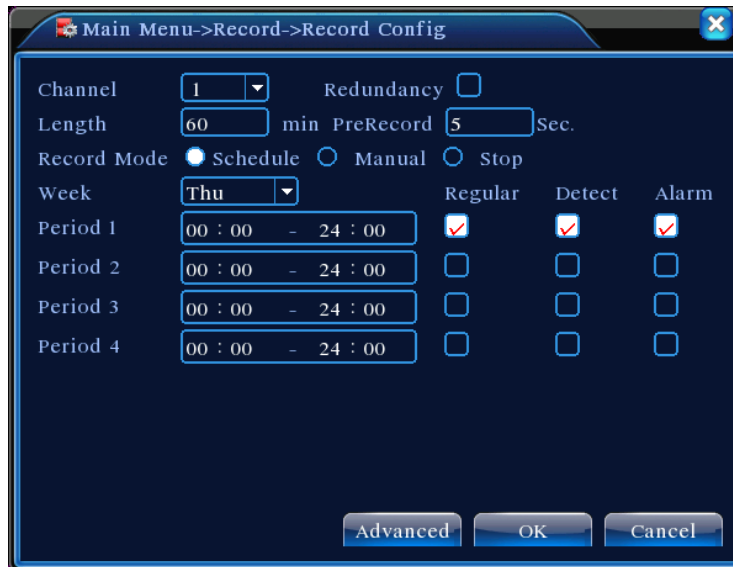 Main Menu->Record->Record Config
Channel 1 Redundancy
Length 60 min PreRecord 5 Sec.
Record Mode Schedule Manual Stop
Week Thu Regular Detect Alarm
Period 1 00 : 00 - 24 : 00
Period 2 00 : 00 - 24 : 00
Period 3 00 : 00 - 24 : 00
Period 4 00 : 00 - 24 : 00
Advanced OK Cancel